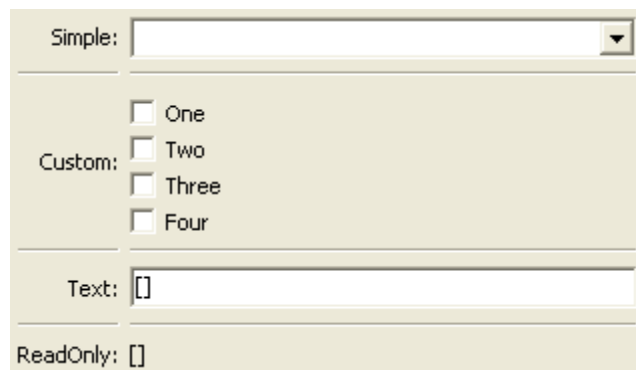 Simple:
Custom:
One
Two
Three
Four
Text: []
ReadOnly: []